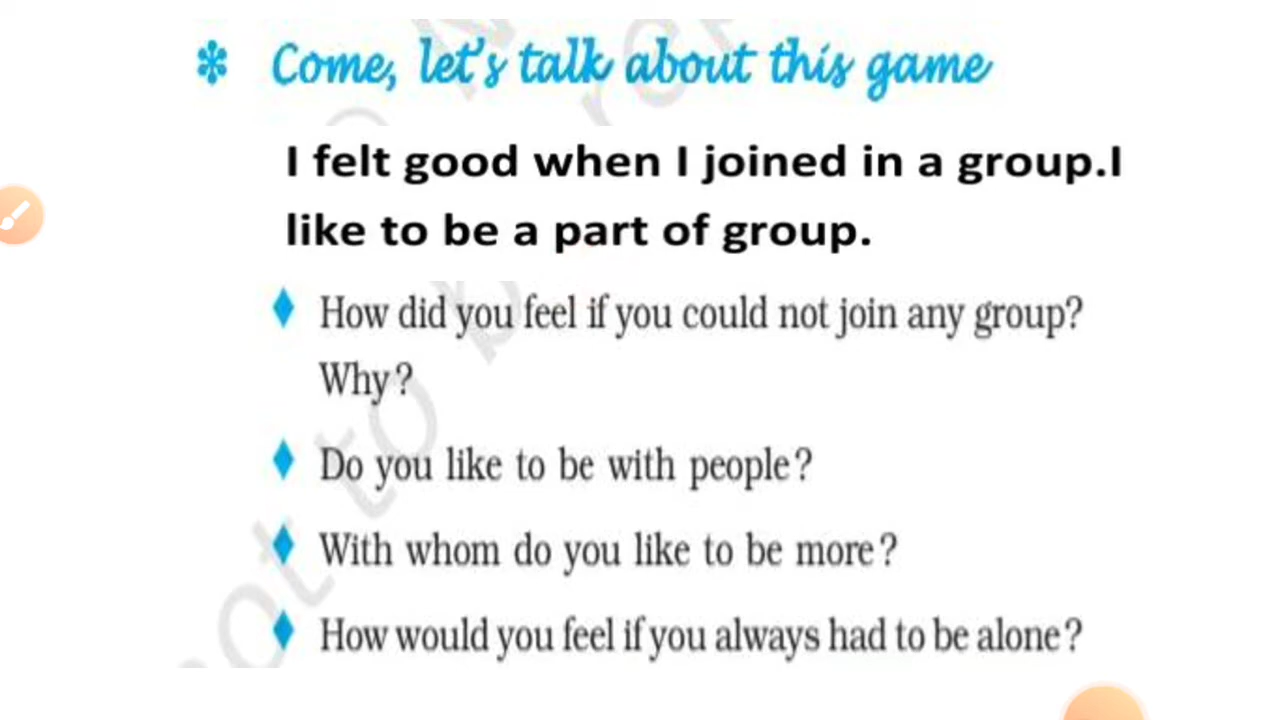 Come, let's talk about this game
I felt good when I joined in a group.I
like to be a part of group.
How did you feel if you could not join any group?
Why?
Do you like to be with people?
With whom do you like to be more?
How would you feel if you always had to be alone?